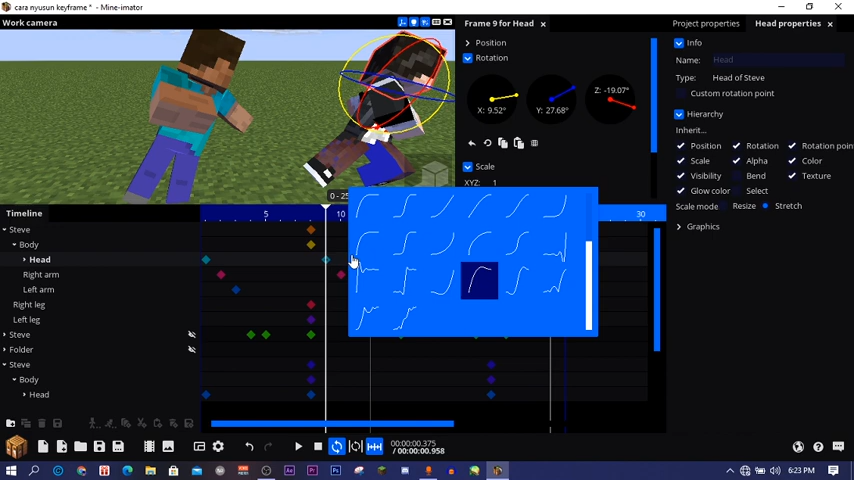 cara nyusun keyframe * - Mine-imator
Work camera
Frame 9 for Head
Project properties
Head properties
Position
Rotation
X: 9.52°
Y: 27.68°
Z: -19.07°
Scale
XYZ: 1
Info
Name: Head
Type: Head of Steve
Custom rotation point
Hierarchy
Inherit...
Position Rotation Rotation poin
Scale Alpha Color
Visibility Bend Texture
Glow color Select
Scale mode Resize Stretch
Graphics
Timeline
0 - 25
5 10 30
Steve
Body
Head
Right arm
Left arm
Right leg
Left leg
Steve
Folder
Steve
Body
Head
00:00:00.375
/ 00:00:00.958
6:23 PM